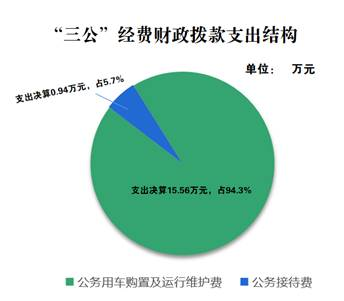 “三公”经费财政拨款支出结构
单位： 万元
支出决算0.94万元，占5.7%
支出决算15.56万元，占94.3%
公务用车购置及运行维护费 公务接待费